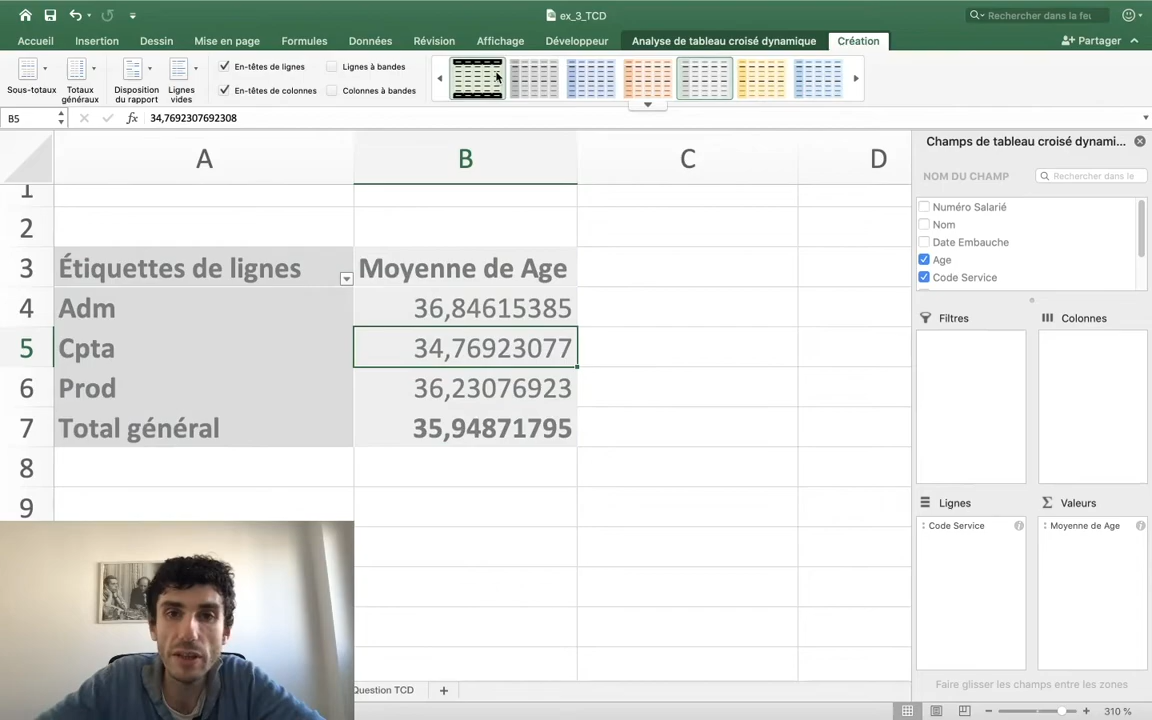 ex_3_TCD
Rechercher dans la feu
Accueil Insertion Dessin Mise en page Formules Données Révision Affichage Développeur Analyse de tableau croisé dynamique Création Partager
Sous-totaux
Totaux généraux
Disposition du rapport
Lignes vides
En-têtes de lignes Lignes à bandes
En-têtes de colonnes Colonnes à bandes
B5 fx 34,7692307692308
A B C D
Champs de tableau croisé dynami...
NOM DU CHAMP Rechercher dans le
Numéro Salarié
Nom
Date Embauche
Age
Code Service
Filtres Colonnes
Lignes Valeurs
Code Service Moyenne de Age
Faire glisser les champs entre les zones
1
2
3 Étiquettes de lignes Moyenne de Age
4 Adm 36,84615385
5 Cpta 34,76923077
6 Prod 36,23076923
7 Total général 35,94871795
8
9
Question TCD +
310 %